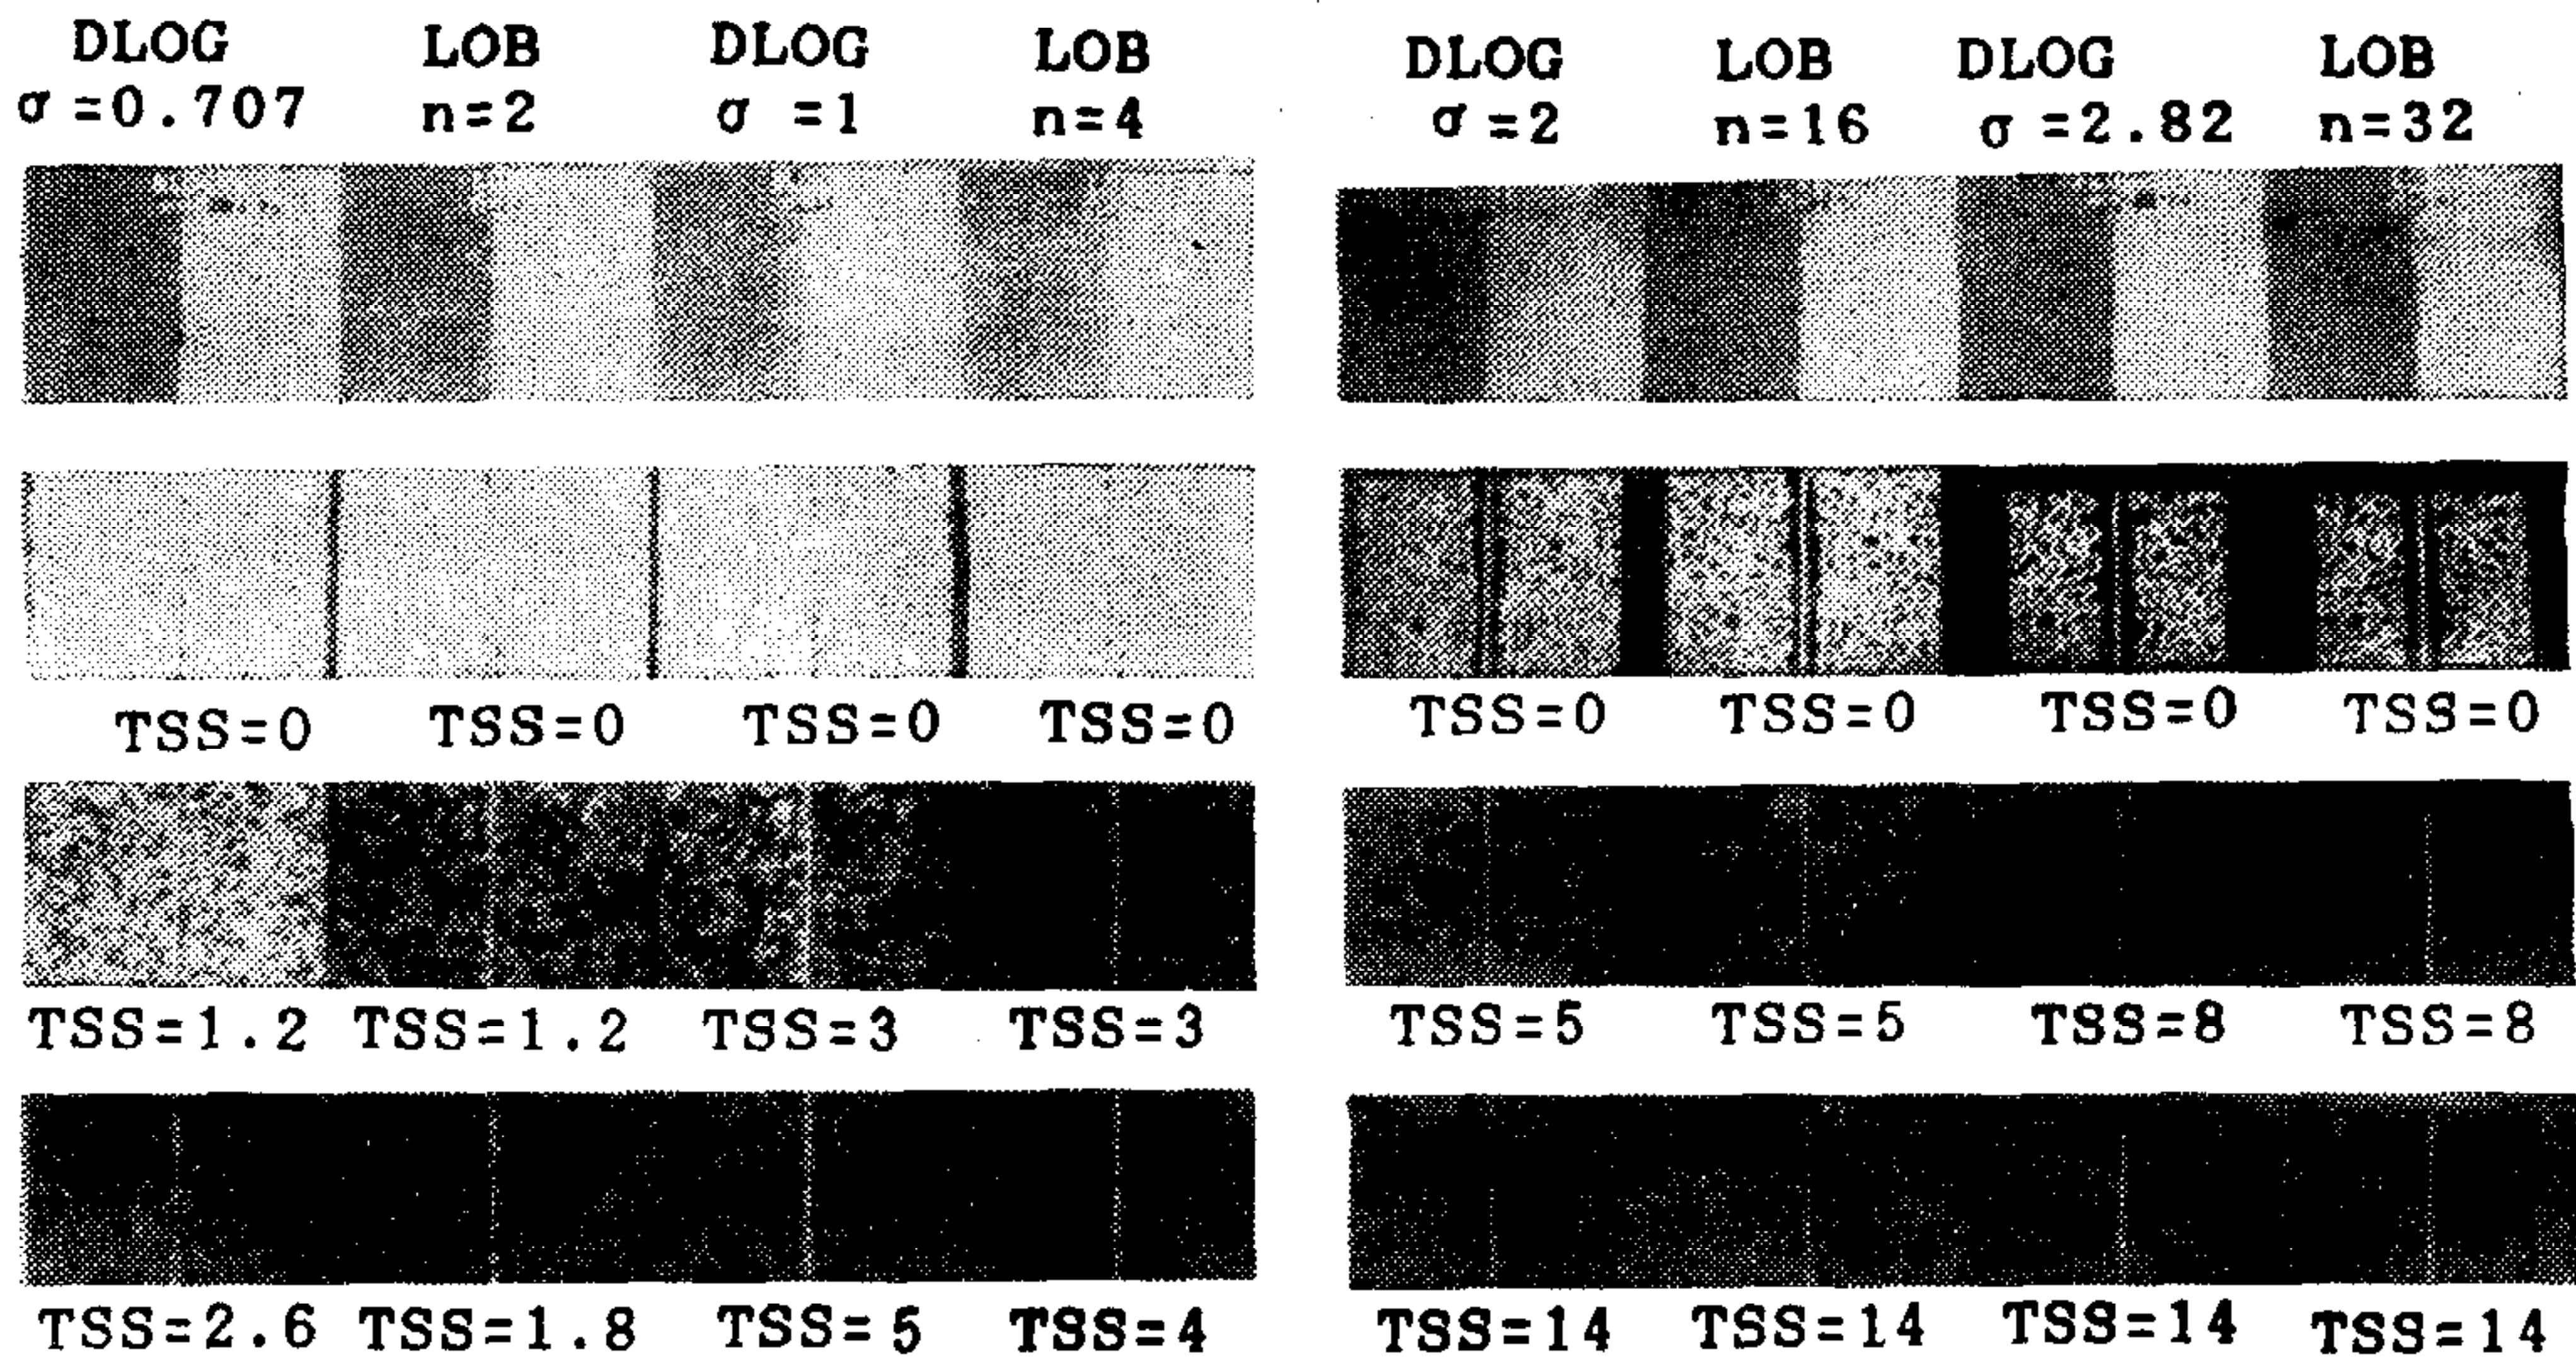 DLOG LOB DLOG LOB DLOG LOB DLOG LOB
σ =0.707 n=2 σ =1 n=4 σ =2 n=16 σ =2.82 n=32
TSS=0 TSS=0 TSS=0 TSS=0 TSS=0 TSS=0 TSS=0 TSS=0
TSS=1.2 TSS=1.2 TSS=3 TSS=3 TSS=5 TSS=5 TSS=8 TSS=8
TSS=2.6 TSS=1.8 TSS=5 TSS=4 TSS=14 TSS=14 TSS=14 TSS=14